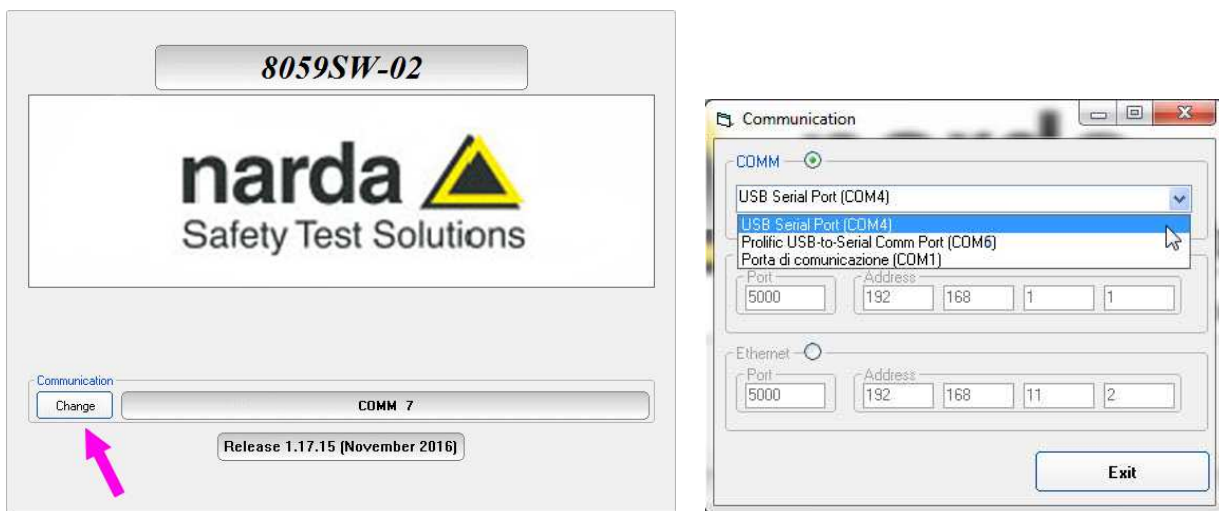 8059SW-02
narda
Safety Test Solutions
Communication
Change
COMM 7
Release 1.17.15 (November 2016)
Communication
COMM
USB Serial Port (COM4)
USB Serial Port (COM4)
Prolific USB-to-Serial Comm Port (COM6)
Porta di comunicazione (COM1)
Port
Address
5000
192
168
1
1
Ethernet
Port
Address
5000
192
168
11
2
Exit